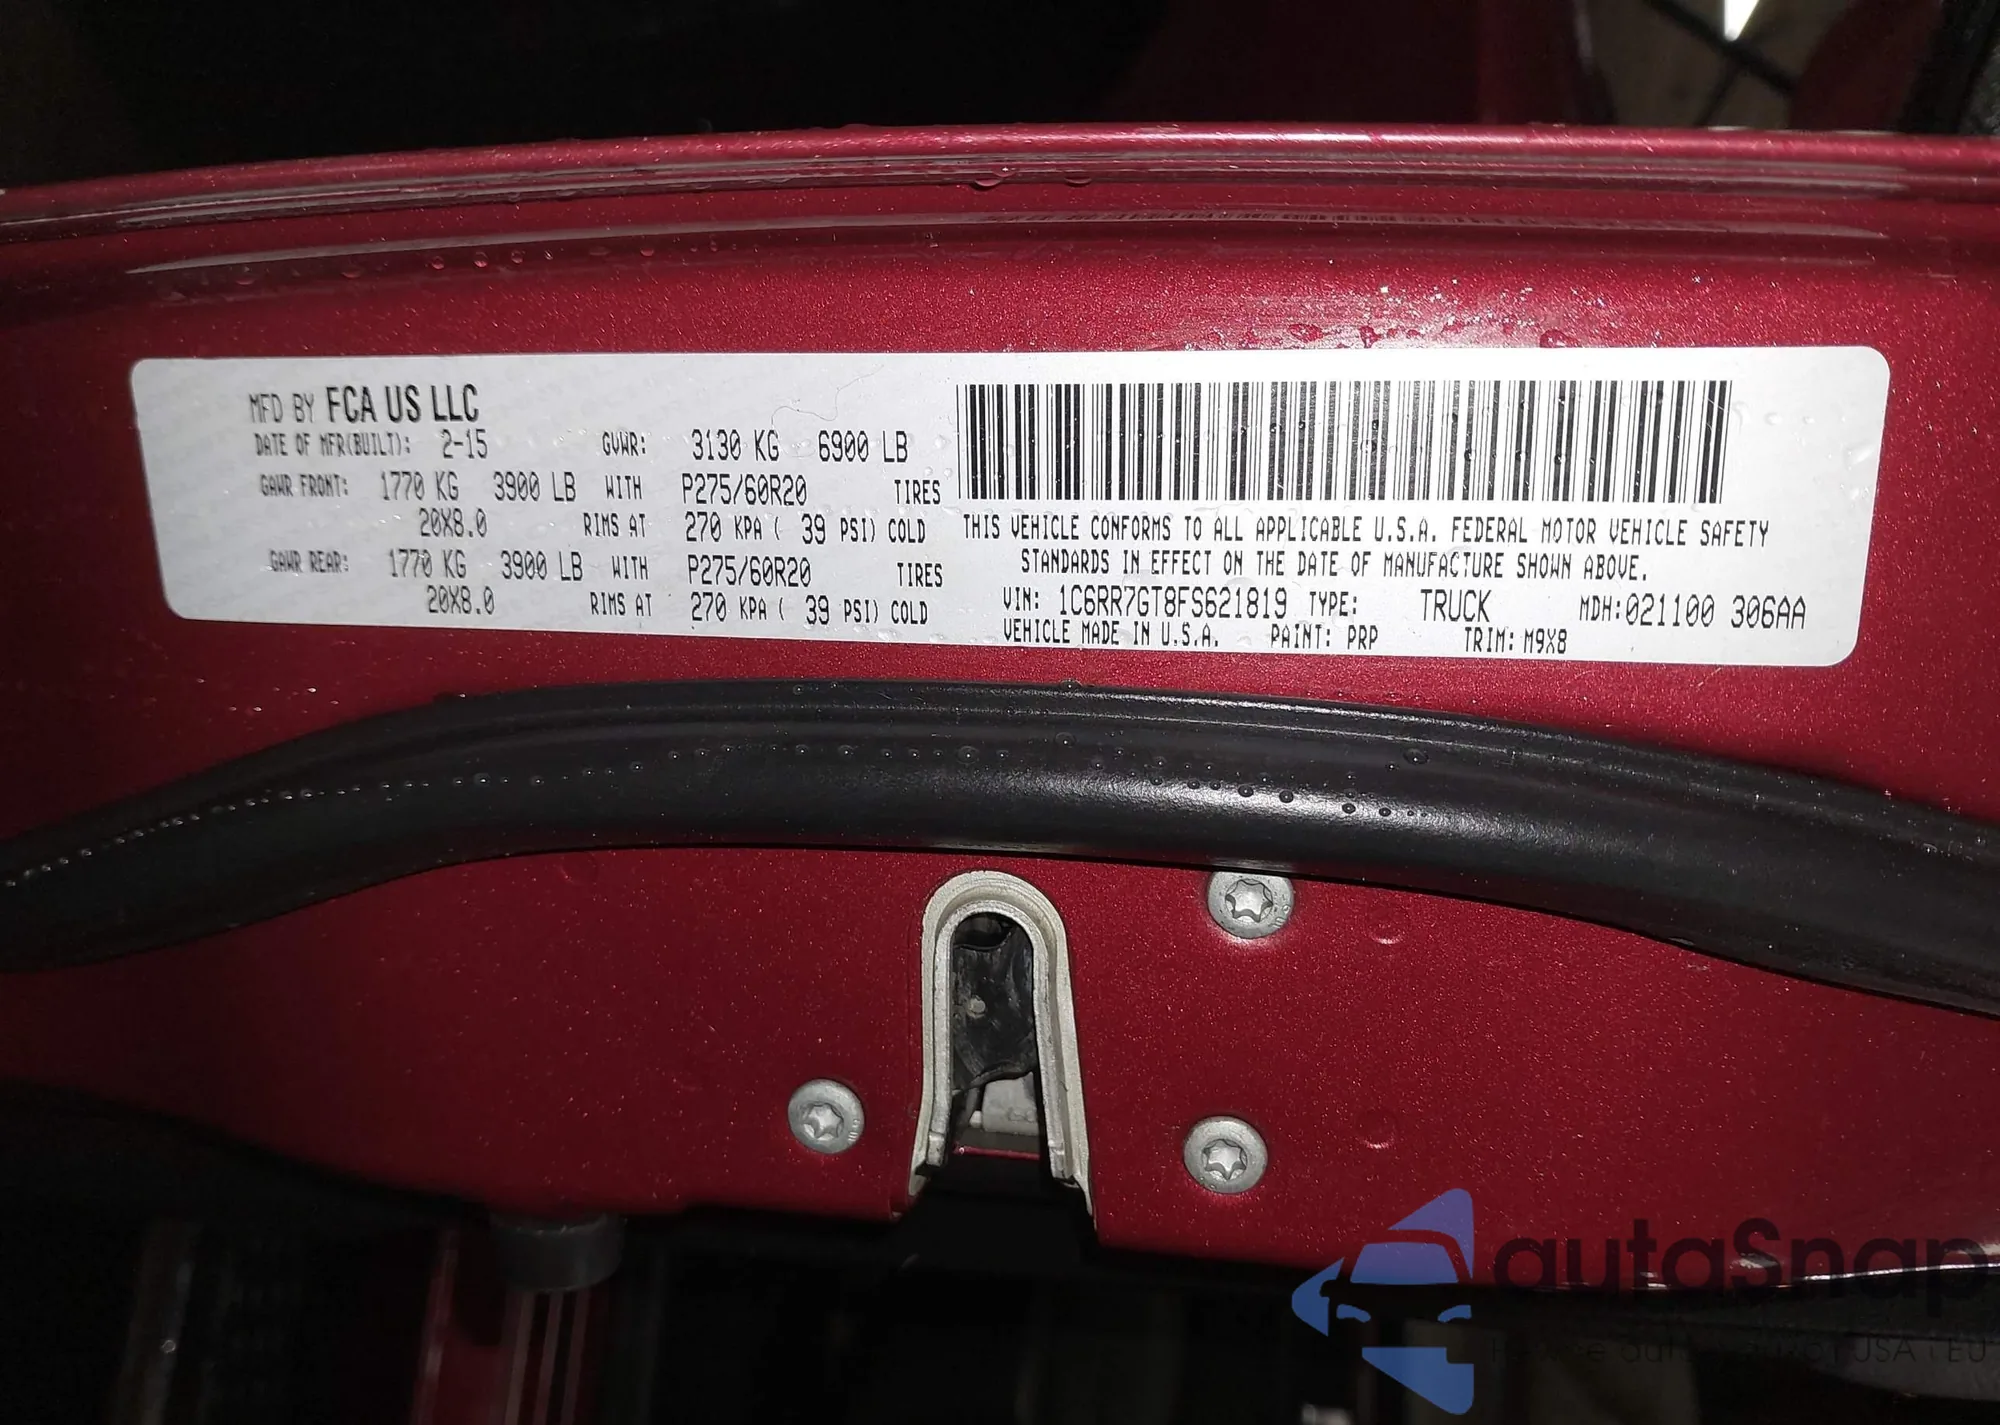 MFD BY FCA US LLC
DATE OF MFR(BUILT): 2-15 GVWR: 3130 KG 6900 LB
GAWR FRONT: 1770 KG 3900 LB WITH P275/60R20 TIRES
20X8.0 RIMS AT 270 KPA ( 39 PSI) COLD
GAWR REAR: 1770 KG 3900 LB WITH P275/60R20 TIRES
20X8.0 RIMS AT 270 KPA ( 39 PSI) COLD
THIS VEHICLE CONFORMS TO ALL APPLICABLE U.S.A. FEDERAL MOTOR VEHICLE SAFETY
STANDARDS IN EFFECT ON THE DATE OF MANUFACTURE SHOWN ABOVE.
VIN: 1C6RR7GT8FS621819 TYPE: TRUCK MDH:021100 306AA
VEHICLE MADE IN U.S.A. PAINT: PRP TRIM: M9X8
autaSnap
USA i EU